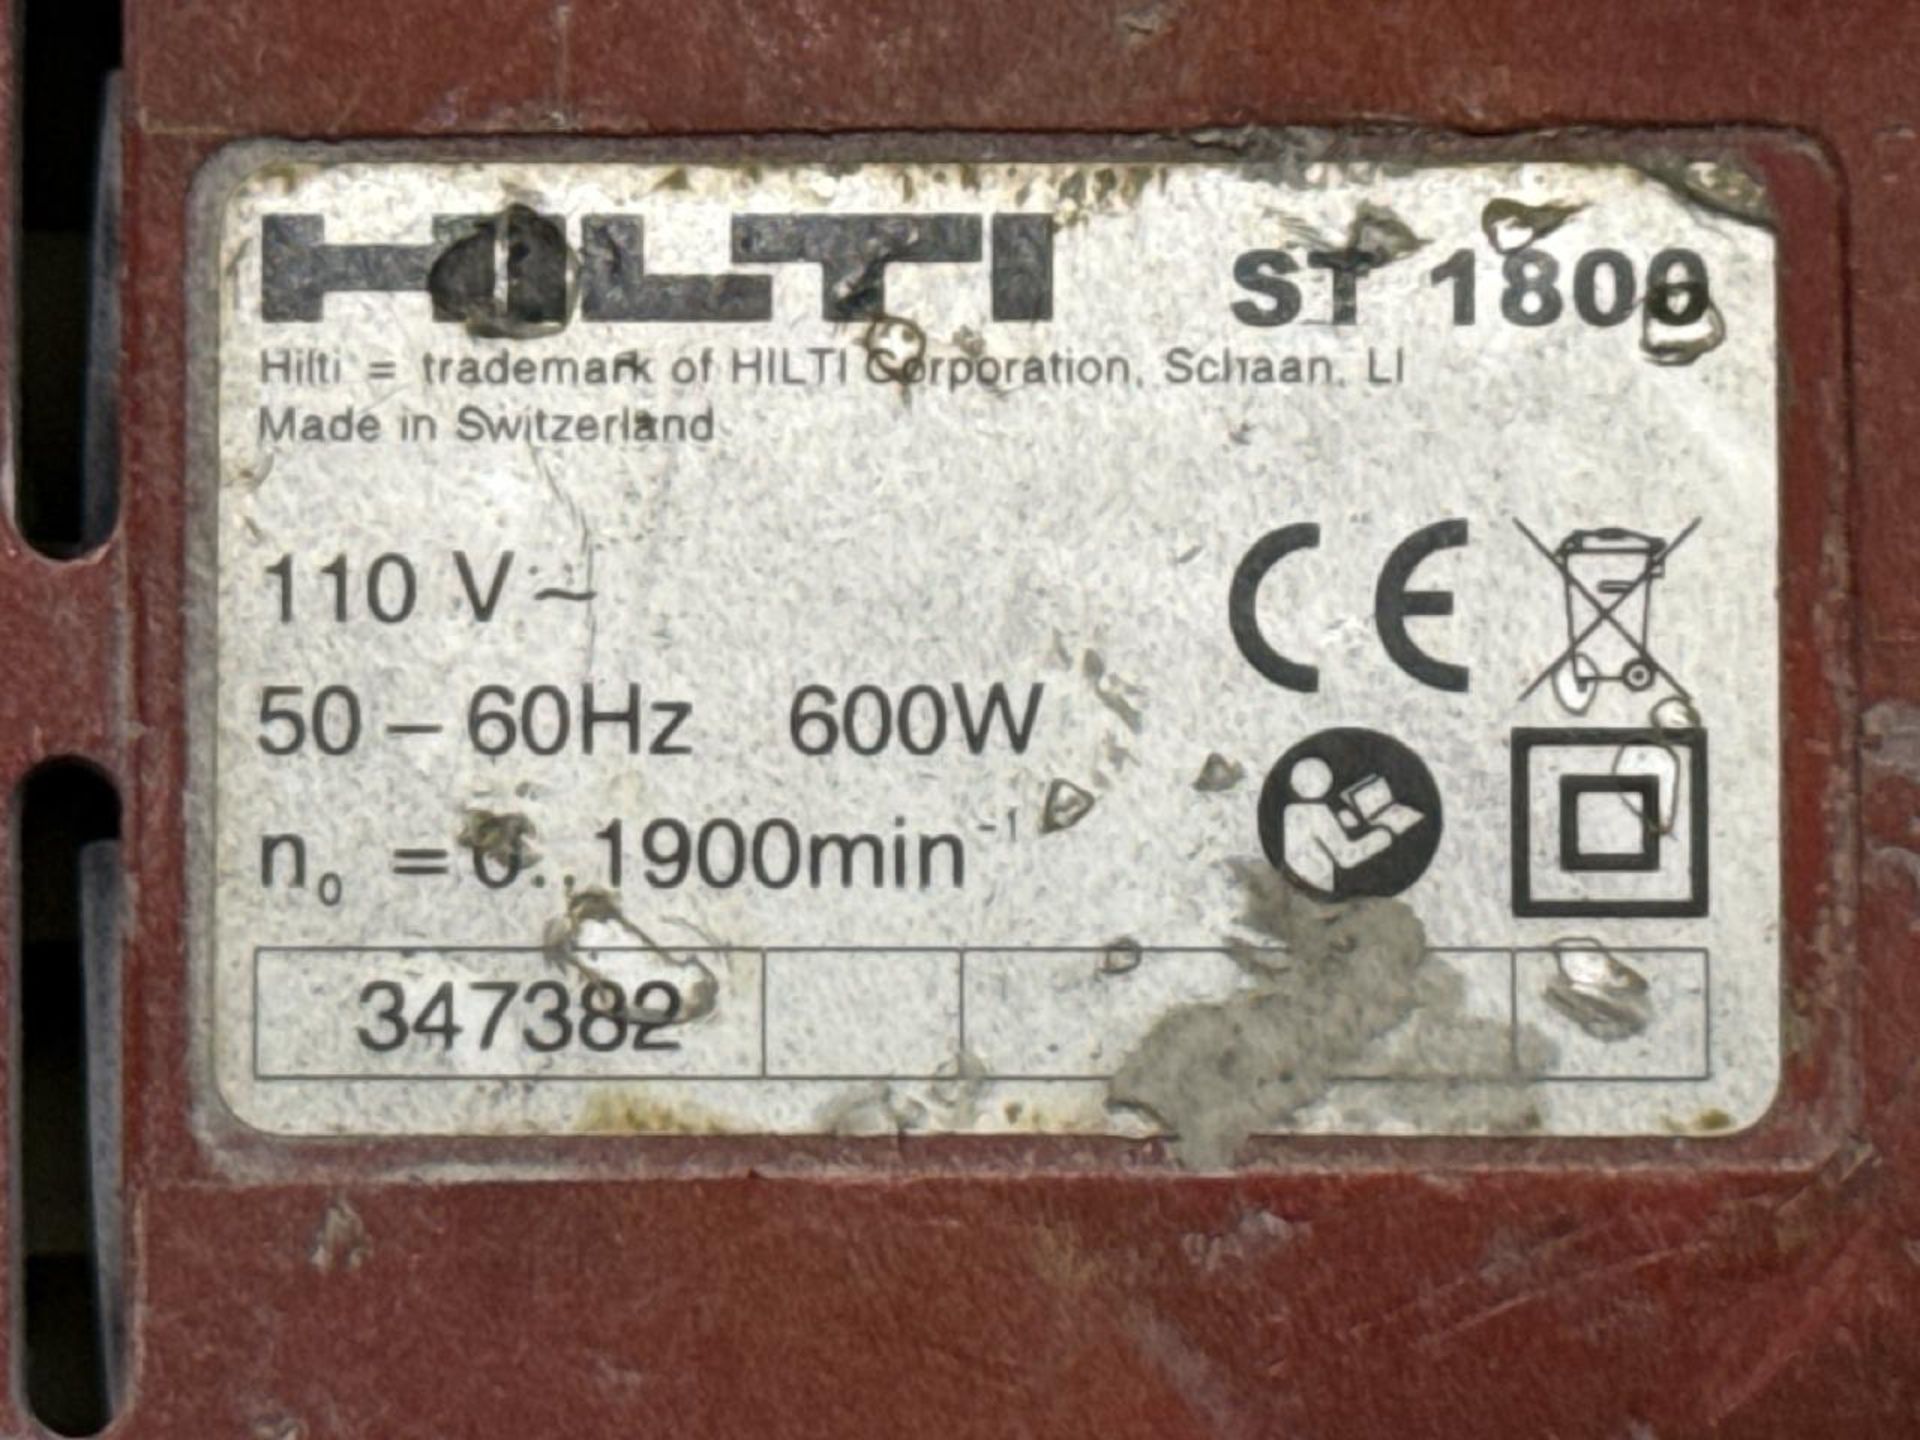 HILTI ST 1800
Hilti = trademark of HILTI Corporation, Schaan, LI
Made in Switzerland
110 V ~
50 – 60Hz 600W
n₀ = 0..1900min⁻¹
CE
347382